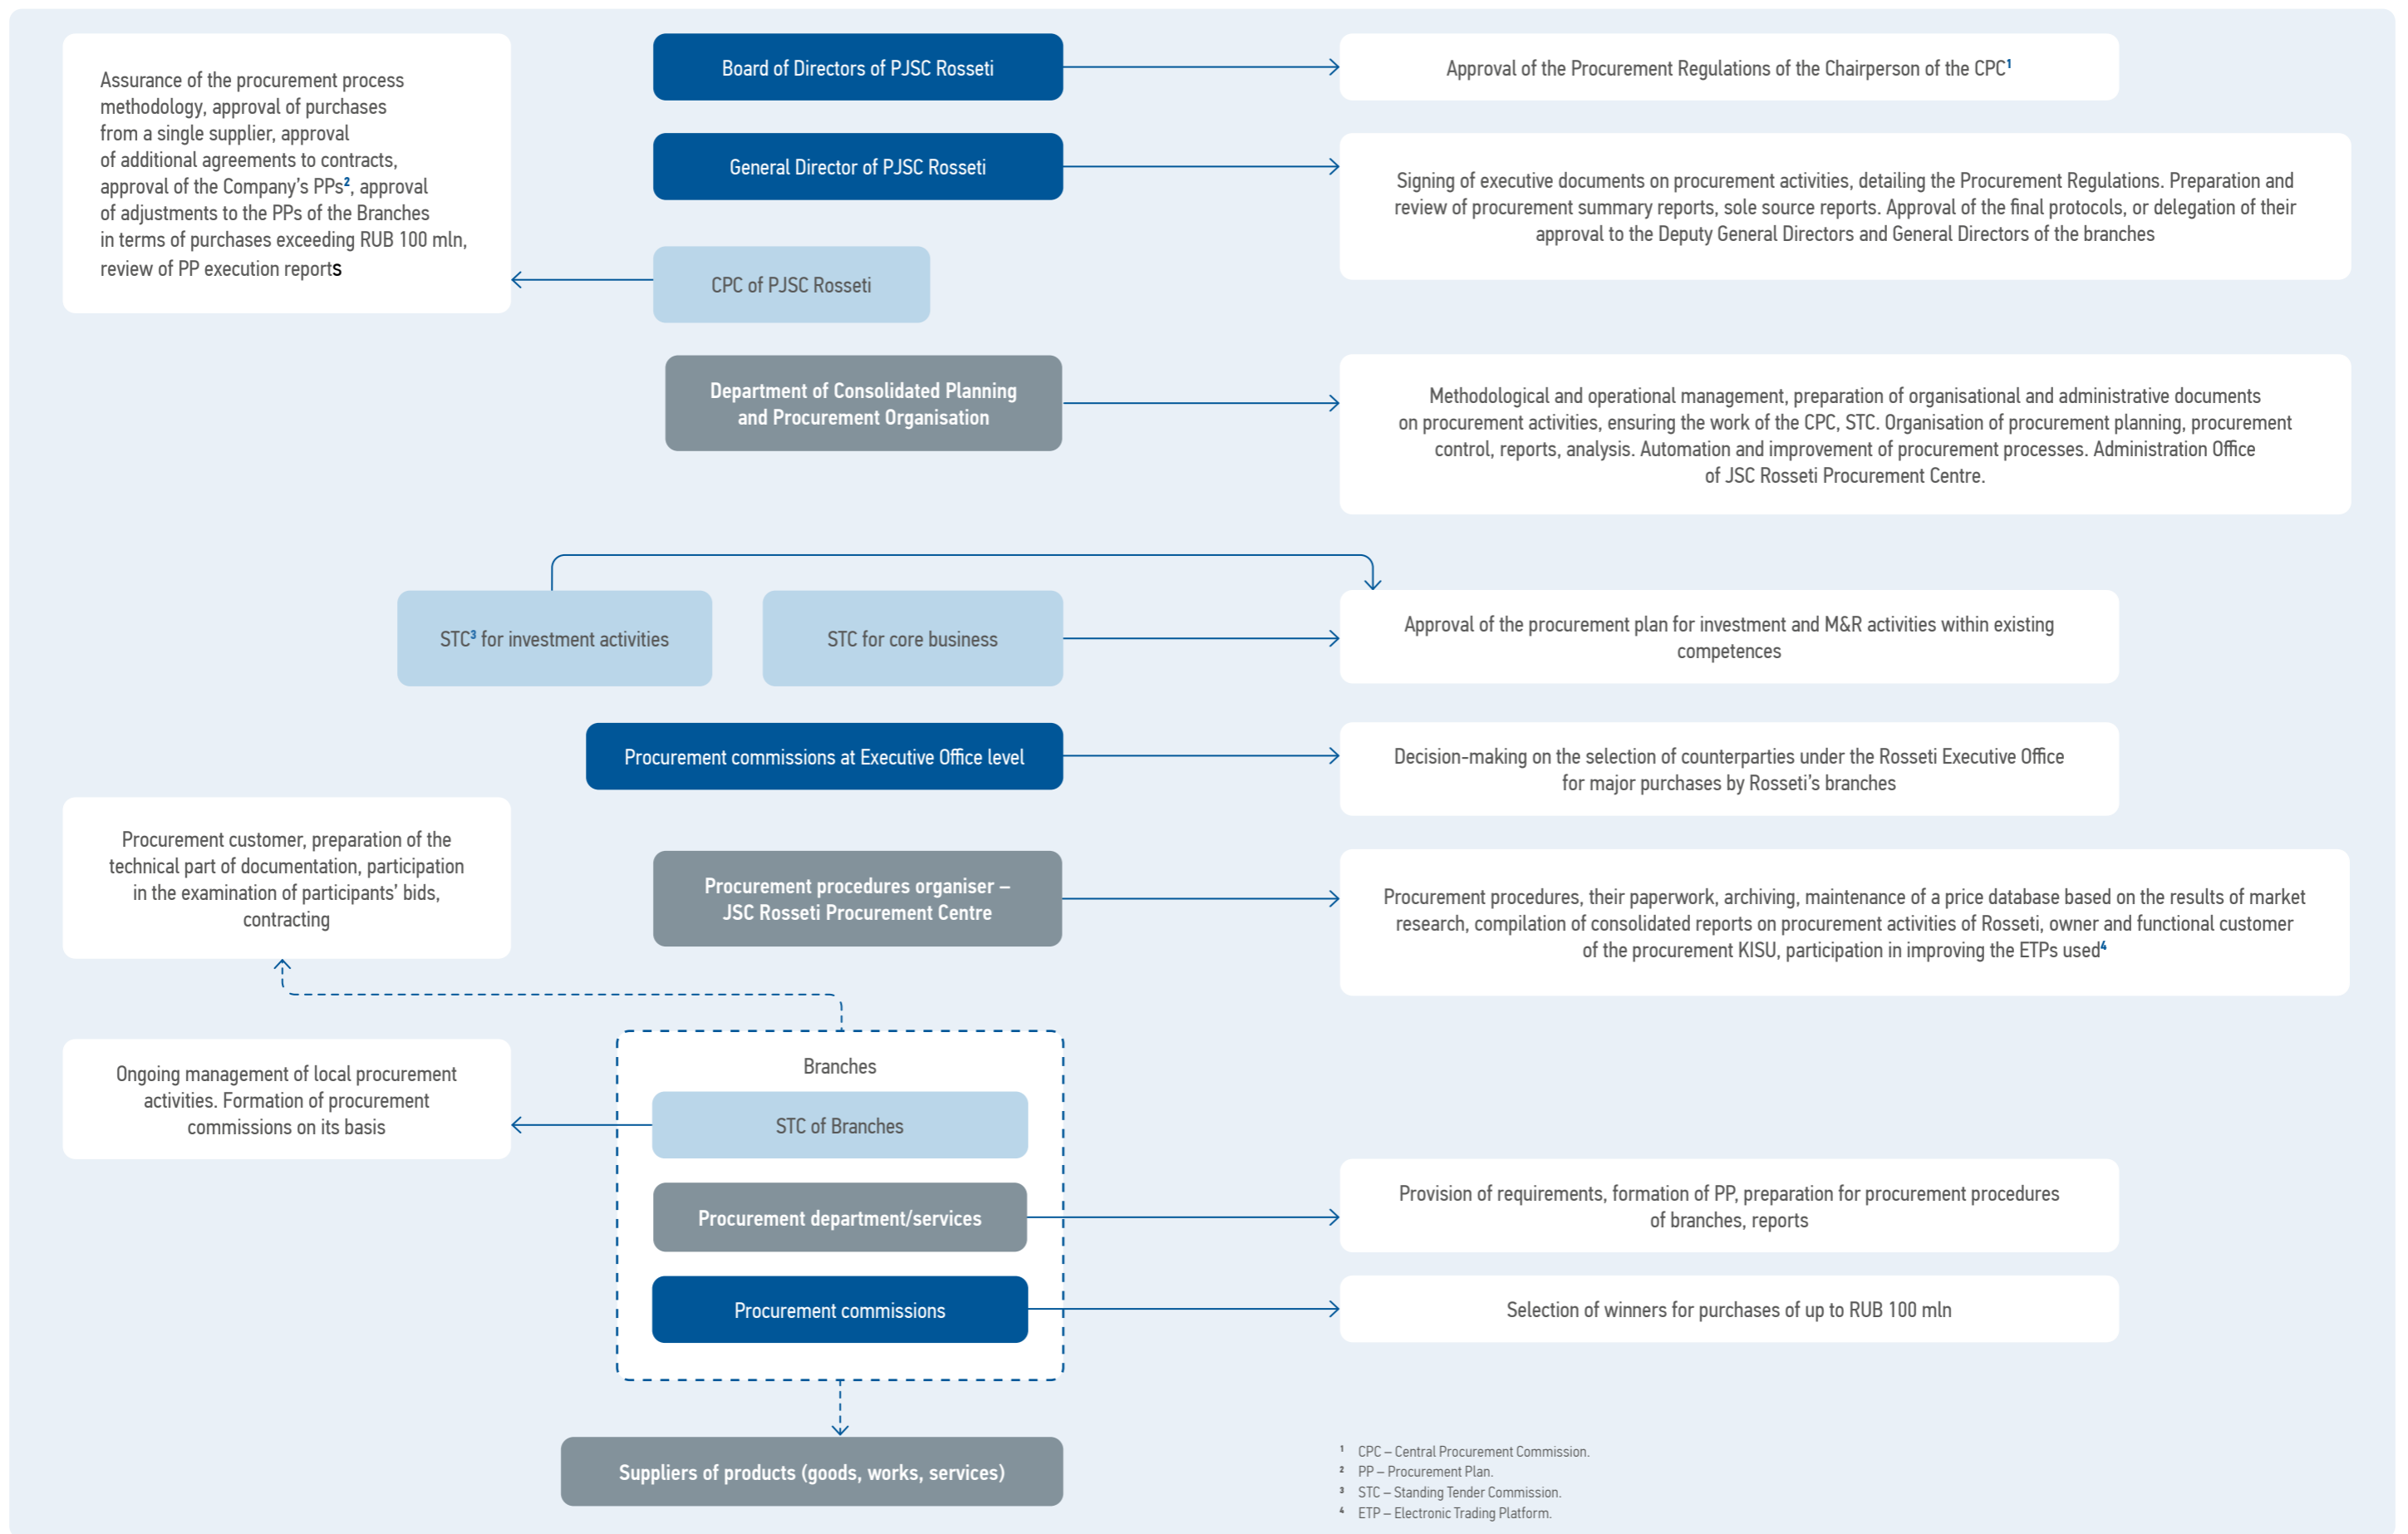 Assurance of the procurement process
methodology, approval of purchases
from a single supplier, approval
of additional agreements to contracts,
approval of the Company's PPs², approval
of adjustments to the PPs of the Branches
in terms of purchases exceeding RUB 100 mln,
review of PP execution reports
Board of Directors of PJSC Rosseti
Approval of the Procurement Regulations of the Chairperson of the CPC¹
General Director of PJSC Rosseti
Signing of executive documents on procurement activities, detailing the Procurement Regulations. Preparation and
review of procurement summary reports, sole source reports. Approval of the final protocols, or delegation of their
approval to the Deputy General Directors and General Directors of the branches
CPC of PJSC Rosseti
Department of Consolidated Planning
and Procurement Organisation
Methodological and operational management, preparation of organisational and administrative documents
on procurement activities, ensuring the work of the CPC, STC. Organisation of procurement planning, procurement
control, reports, analysis. Automation and improvement of procurement processes. Administration Office
of JSC Rosseti Procurement Centre.
STC³ for investment activities
STC for core business
Approval of the procurement plan for investment and M&R activities within existing
competences
Procurement commissions at Executive Office level
Decision-making on the selection of counterparties under the Rosseti Executive Office
for major purchases by Rosseti's branches
Procurement customer, preparation of the
technical part of documentation, participation
in the examination of participants' bids,
contracting
Procurement procedures organiser –
JSC Rosseti Procurement Centre
Procurement procedures, their paperwork, archiving, maintenance of a price database based on the results of market
research, compilation of consolidated reports on procurement activities of Rosseti, owner and functional customer
of the procurement KISU, participation in improving the ETPs used⁴
Branches
Ongoing management of local procurement
activities. Formation of procurement
commissions on its basis
STC of Branches
Procurement department/services
Provision of requirements, formation of PP, preparation for procurement procedures
of branches, reports
Procurement commissions
Selection of winners for purchases of up to RUB 100 mln
Suppliers of products (goods, works, services)
¹ CPC – Central Procurement Commission.
² PP – Procurement Plan.
³ STC – Standing Tender Commission.
⁴ ETP – Electronic Trading Platform.